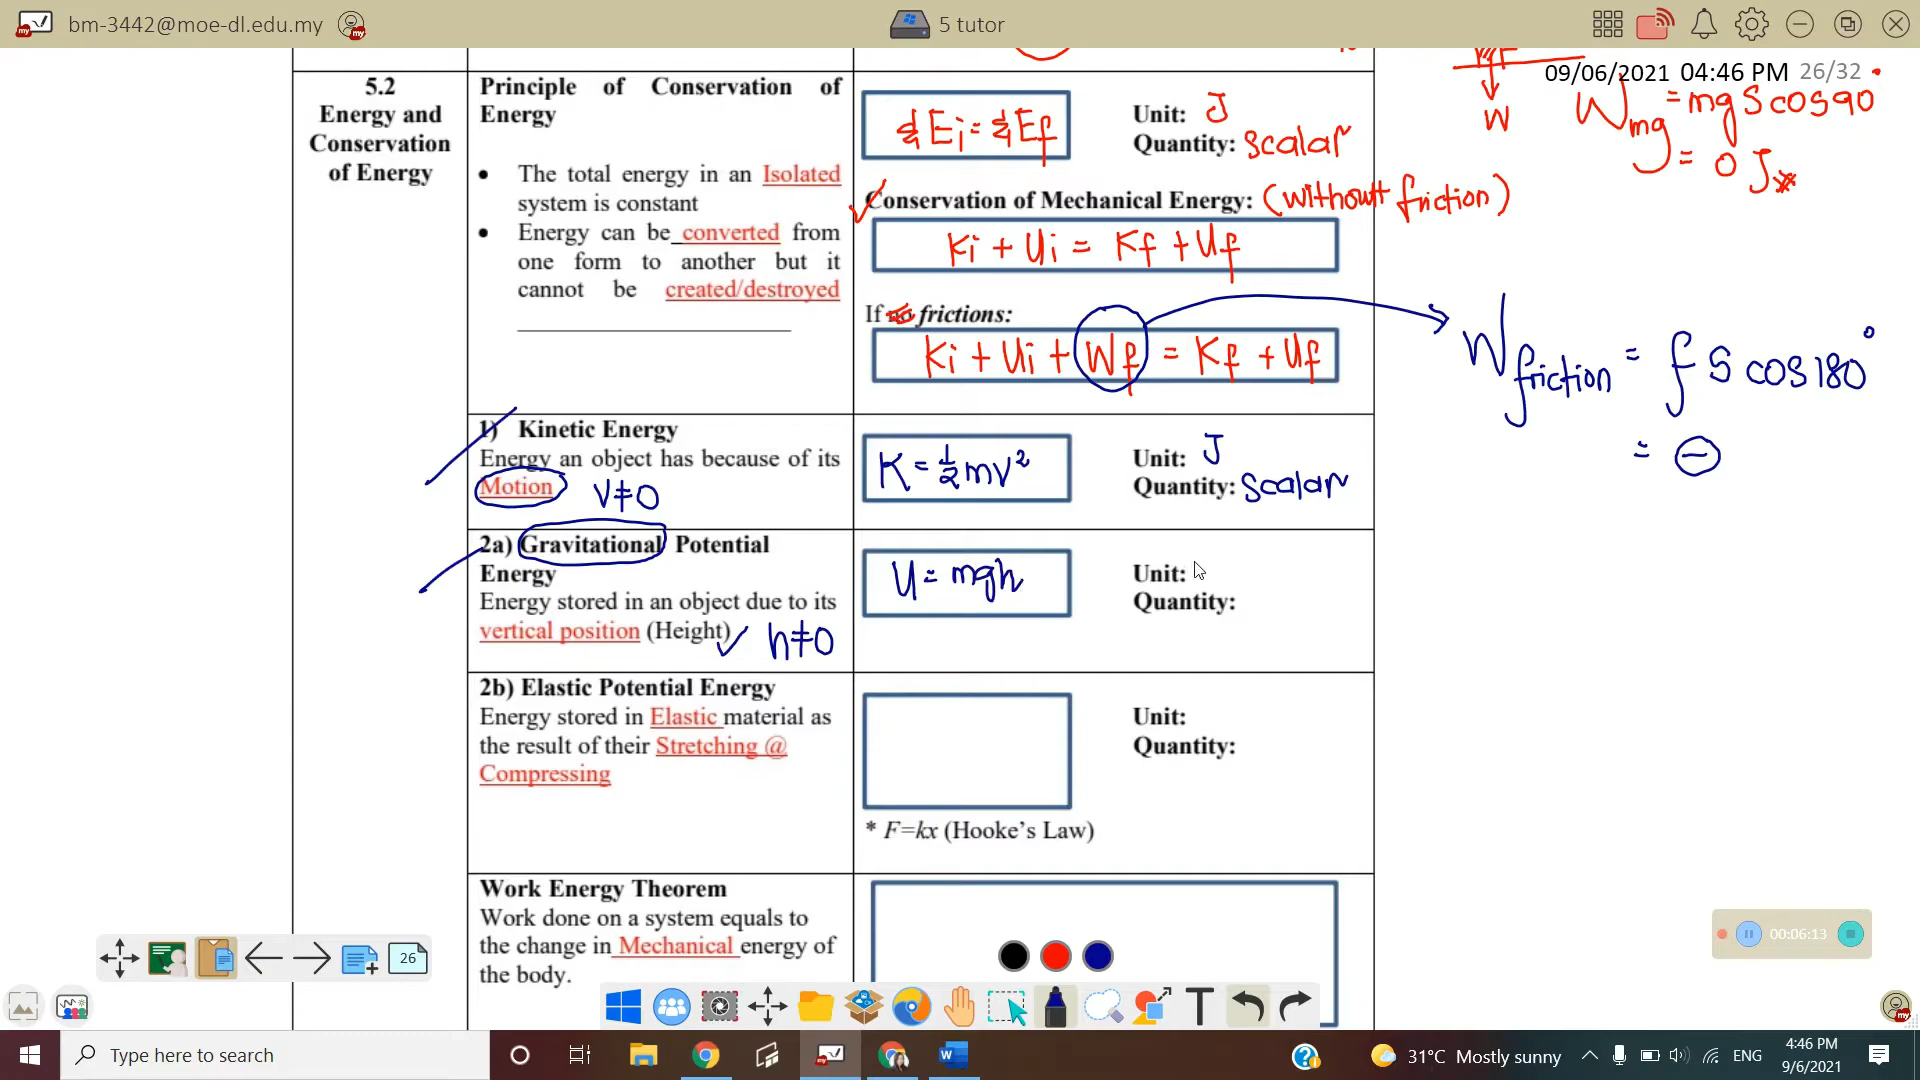 bm-3442@moe-dl.edu.my
5 tutor
09/06/2021 04:46 PM 26/32
W
Wmg = mg s cos90
= 0 J
5.2
Energy and
Conservation
of Energy
Principle of Conservation of
Energy
• The total energy in an Isolated
system is constant
• Energy can be converted from
one form to another but it
cannot be created/destroyed
ΣEi = ΣEf
Unit: J
Quantity: scalar
Conservation of Mechanical Energy: (without friction)
Ki + Ui = Kf + Uf
If no frictions:
Ki + Ui + Wf = Kf + Uf
Wfriction = f s cos180°
= −
1) Kinetic Energy
Energy an object has because of its
Motion v≠0
K = ½mv²
Unit: J
Quantity: scalar
2a) Gravitational Potential
Energy
Energy stored in an object due to its
vertical position (Height) h≠0
U = mgh
Unit:
Quantity:
2b) Elastic Potential Energy
Energy stored in Elastic material as
the result of their Stretching @
Compressing
Unit:
Quantity:
* F=kx (Hooke's Law)
Work Energy Theorem
Work done on a system equals to
the change in Mechanical energy of
the body.
00:06:13
26
T
Type here to search
31°C Mostly sunny
ENG
4:46 PM
9/6/2021